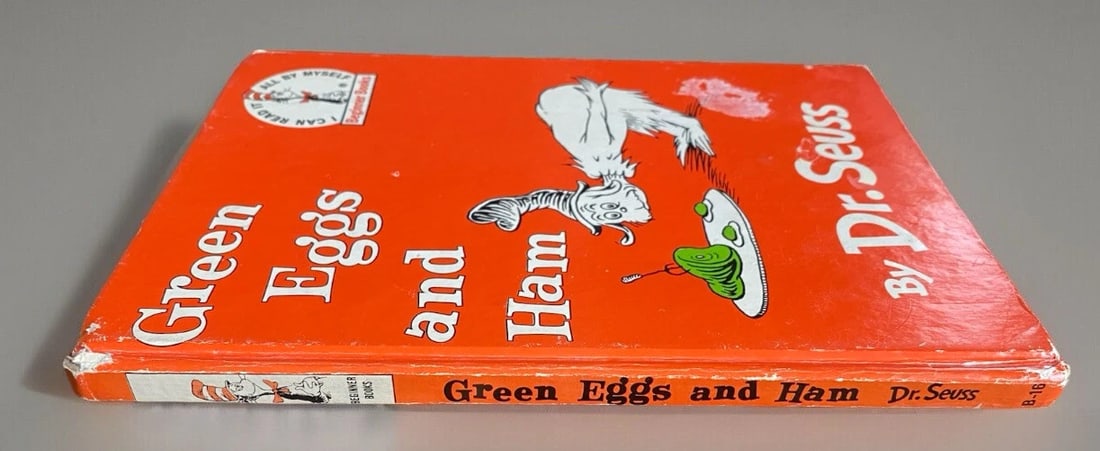 I CAN READ IT ALL BY MYSELF
Beginner Books
Green
Eggs
and
Ham
By Dr. Seuss
BEGINNER
BOOKS
Green Eggs and Ham Dr. Seuss
B-16